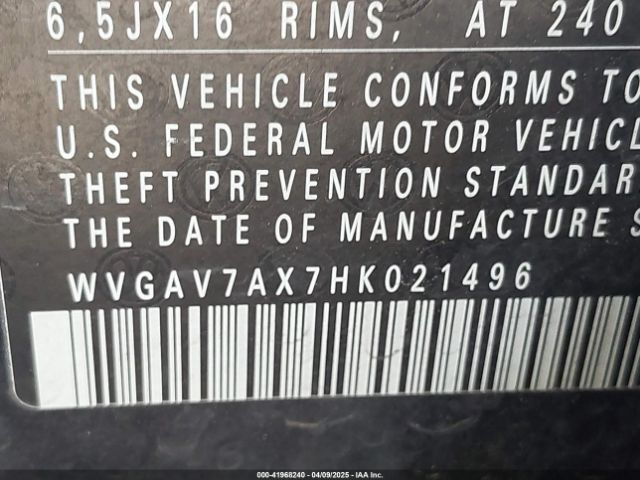 6,5JX16 RIMS, AT 240
THIS VEHICLE CONFORMS TO
U.S. FEDERAL MOTOR VEHICL
THEFT PREVENTION STANDAR
THE DATE OF MANUFACTURE S
WVGAV7AX7HK021496
000-41968240 - 04/09/2025 - IAA Inc.